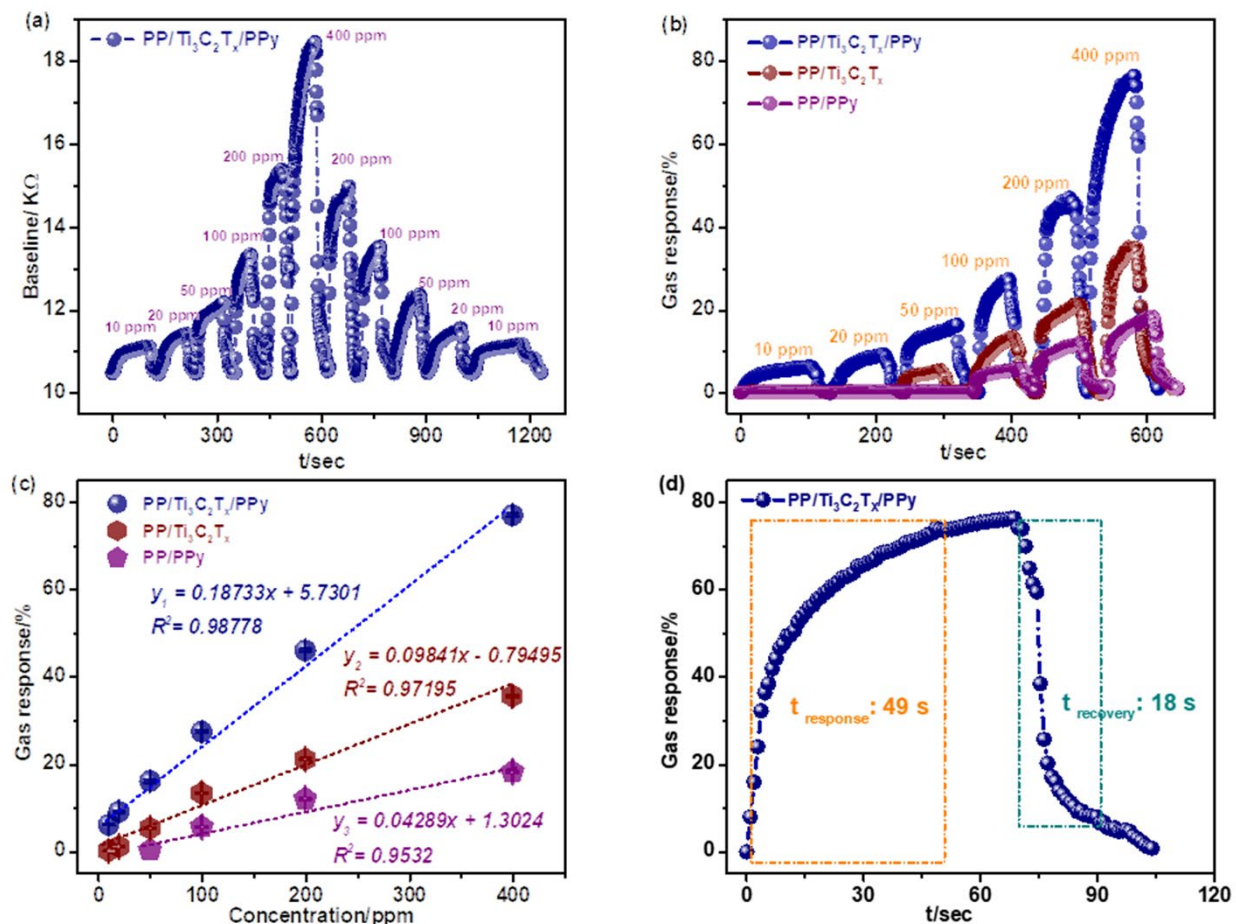 (a)
PP/Ti₃C₂Tₓ/PPy
400 ppm
200 ppm
200 ppm
100 ppm
100 ppm
50 ppm
50 ppm
20 ppm
20 ppm
10 ppm
10 ppm
18
16
14
12
10
Baseline/ KΩ
0 300 600 900 1200
t/sec
(b)
PP/Ti₃C₂Tₓ/PPy
PP/Ti₃C₂Tₓ
PP/PPy
400 ppm
200 ppm
100 ppm
50 ppm
20 ppm
10 ppm
80
60
40
20
0
Gas response/%
0 200 400 600
t/sec
(c)
PP/Ti₃C₂Tₓ/PPy
PP/Ti₃C₂Tₓ
PP/PPy
y₁ = 0.18733x + 5.7301
R²= 0.98778
y₂ = 0.09841x - 0.79495
R²= 0.97195
y₃ = 0.04289x + 1.3024
R²= 0.9532
80
60
40
20
0
Gas response/%
0 100 200 300 400
Concentration/ppm
(d)
PP/Ti₃C₂Tₓ/PPy
t response : 49 s
t recovery : 18 s
80
60
40
20
0
Gas response/%
0 30 60 90 120
t/sec